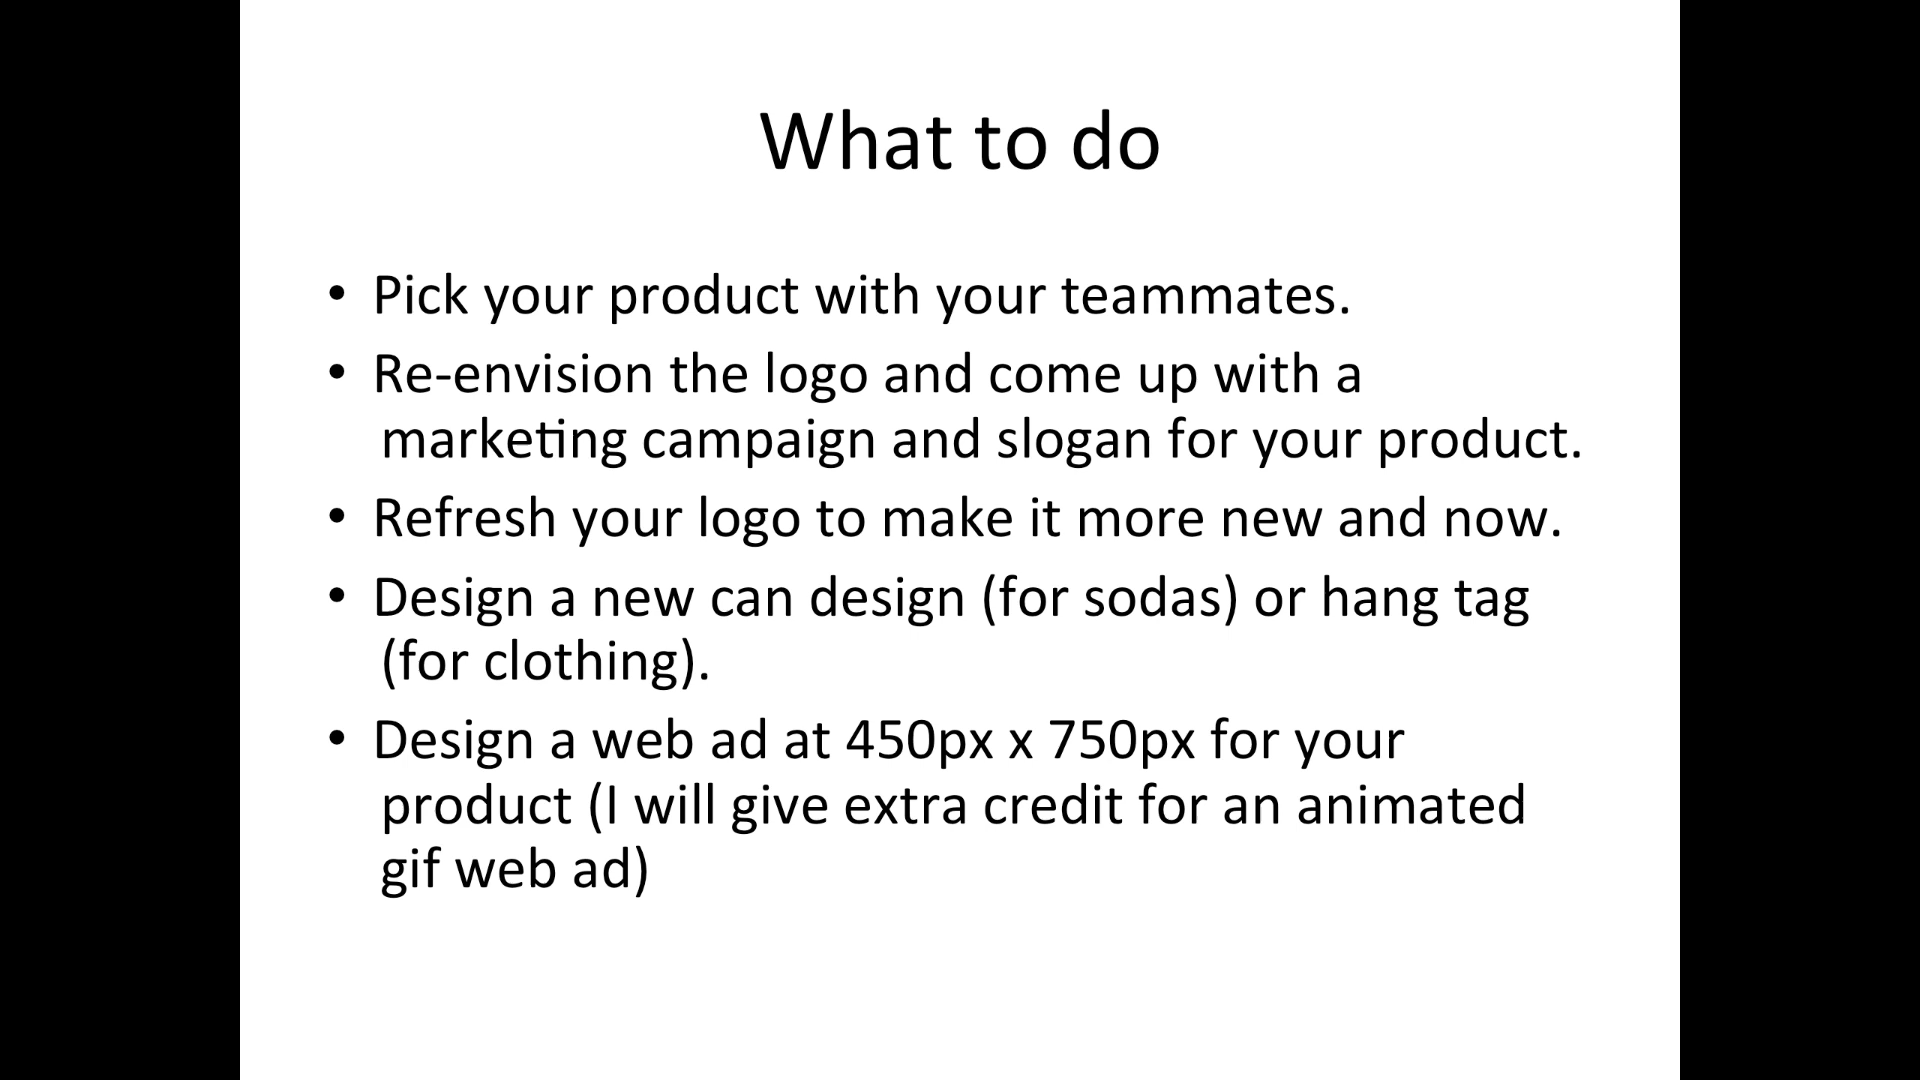 What to do
• Pick your product with your teammates.
• Re-envision the logo and come up with a
marketing campaign and slogan for your product.
• Refresh your logo to make it more new and now.
• Design a new can design (for sodas) or hang tag
(for clothing).
• Design a web ad at 450px x 750px for your
product (I will give extra credit for an animated
gif web ad)